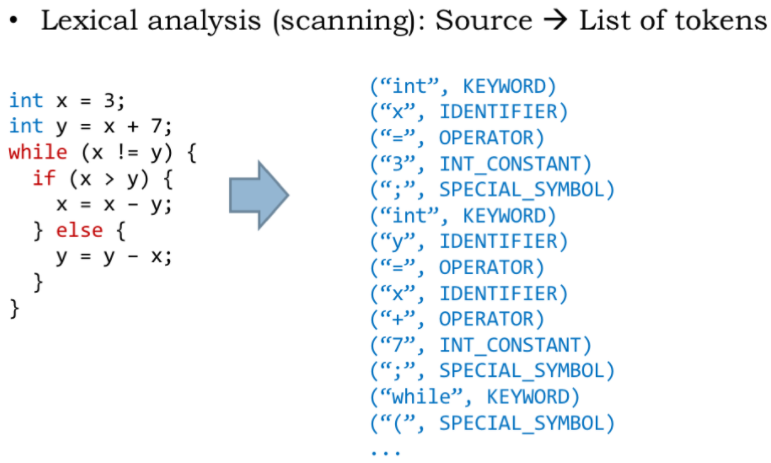 • Lexical analysis (scanning): Source → List of tokens
int x = 3;
int y = x + 7;
while (x != y) {
  if (x > y) {
    x = x - y;
  } else {
    y = y - x;
  }
}
(“int”, KEYWORD)
(“x”, IDENTIFIER)
(“=”, OPERATOR)
(“3”, INT_CONSTANT)
(“;”, SPECIAL_SYMBOL)
(“int”, KEYWORD)
(“y”, IDENTIFIER)
(“=”, OPERATOR)
(“x”, IDENTIFIER)
(“+”, OPERATOR)
(“7”, INT_CONSTANT)
(“;”, SPECIAL_SYMBOL)
(“while”, KEYWORD)
(“(”, SPECIAL_SYMBOL)
...